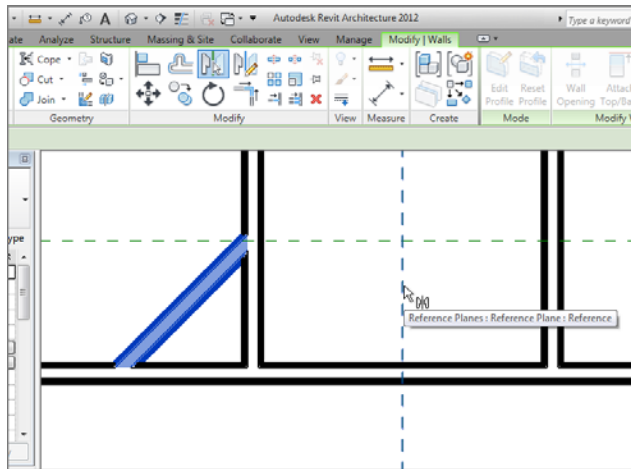 A Autodesk Revit Architecture 2012 Type a keyword
ate Analyze Structure Massing & Site Collaborate View Manage Modify | Walls
Cope
Cut
Join
Edit Profile Reset Profile Wall Opening Attach Top/Ba
Geometry Modify View Measure Create Mode Modify W
ype
Reference Planes : Reference Plane : Reference